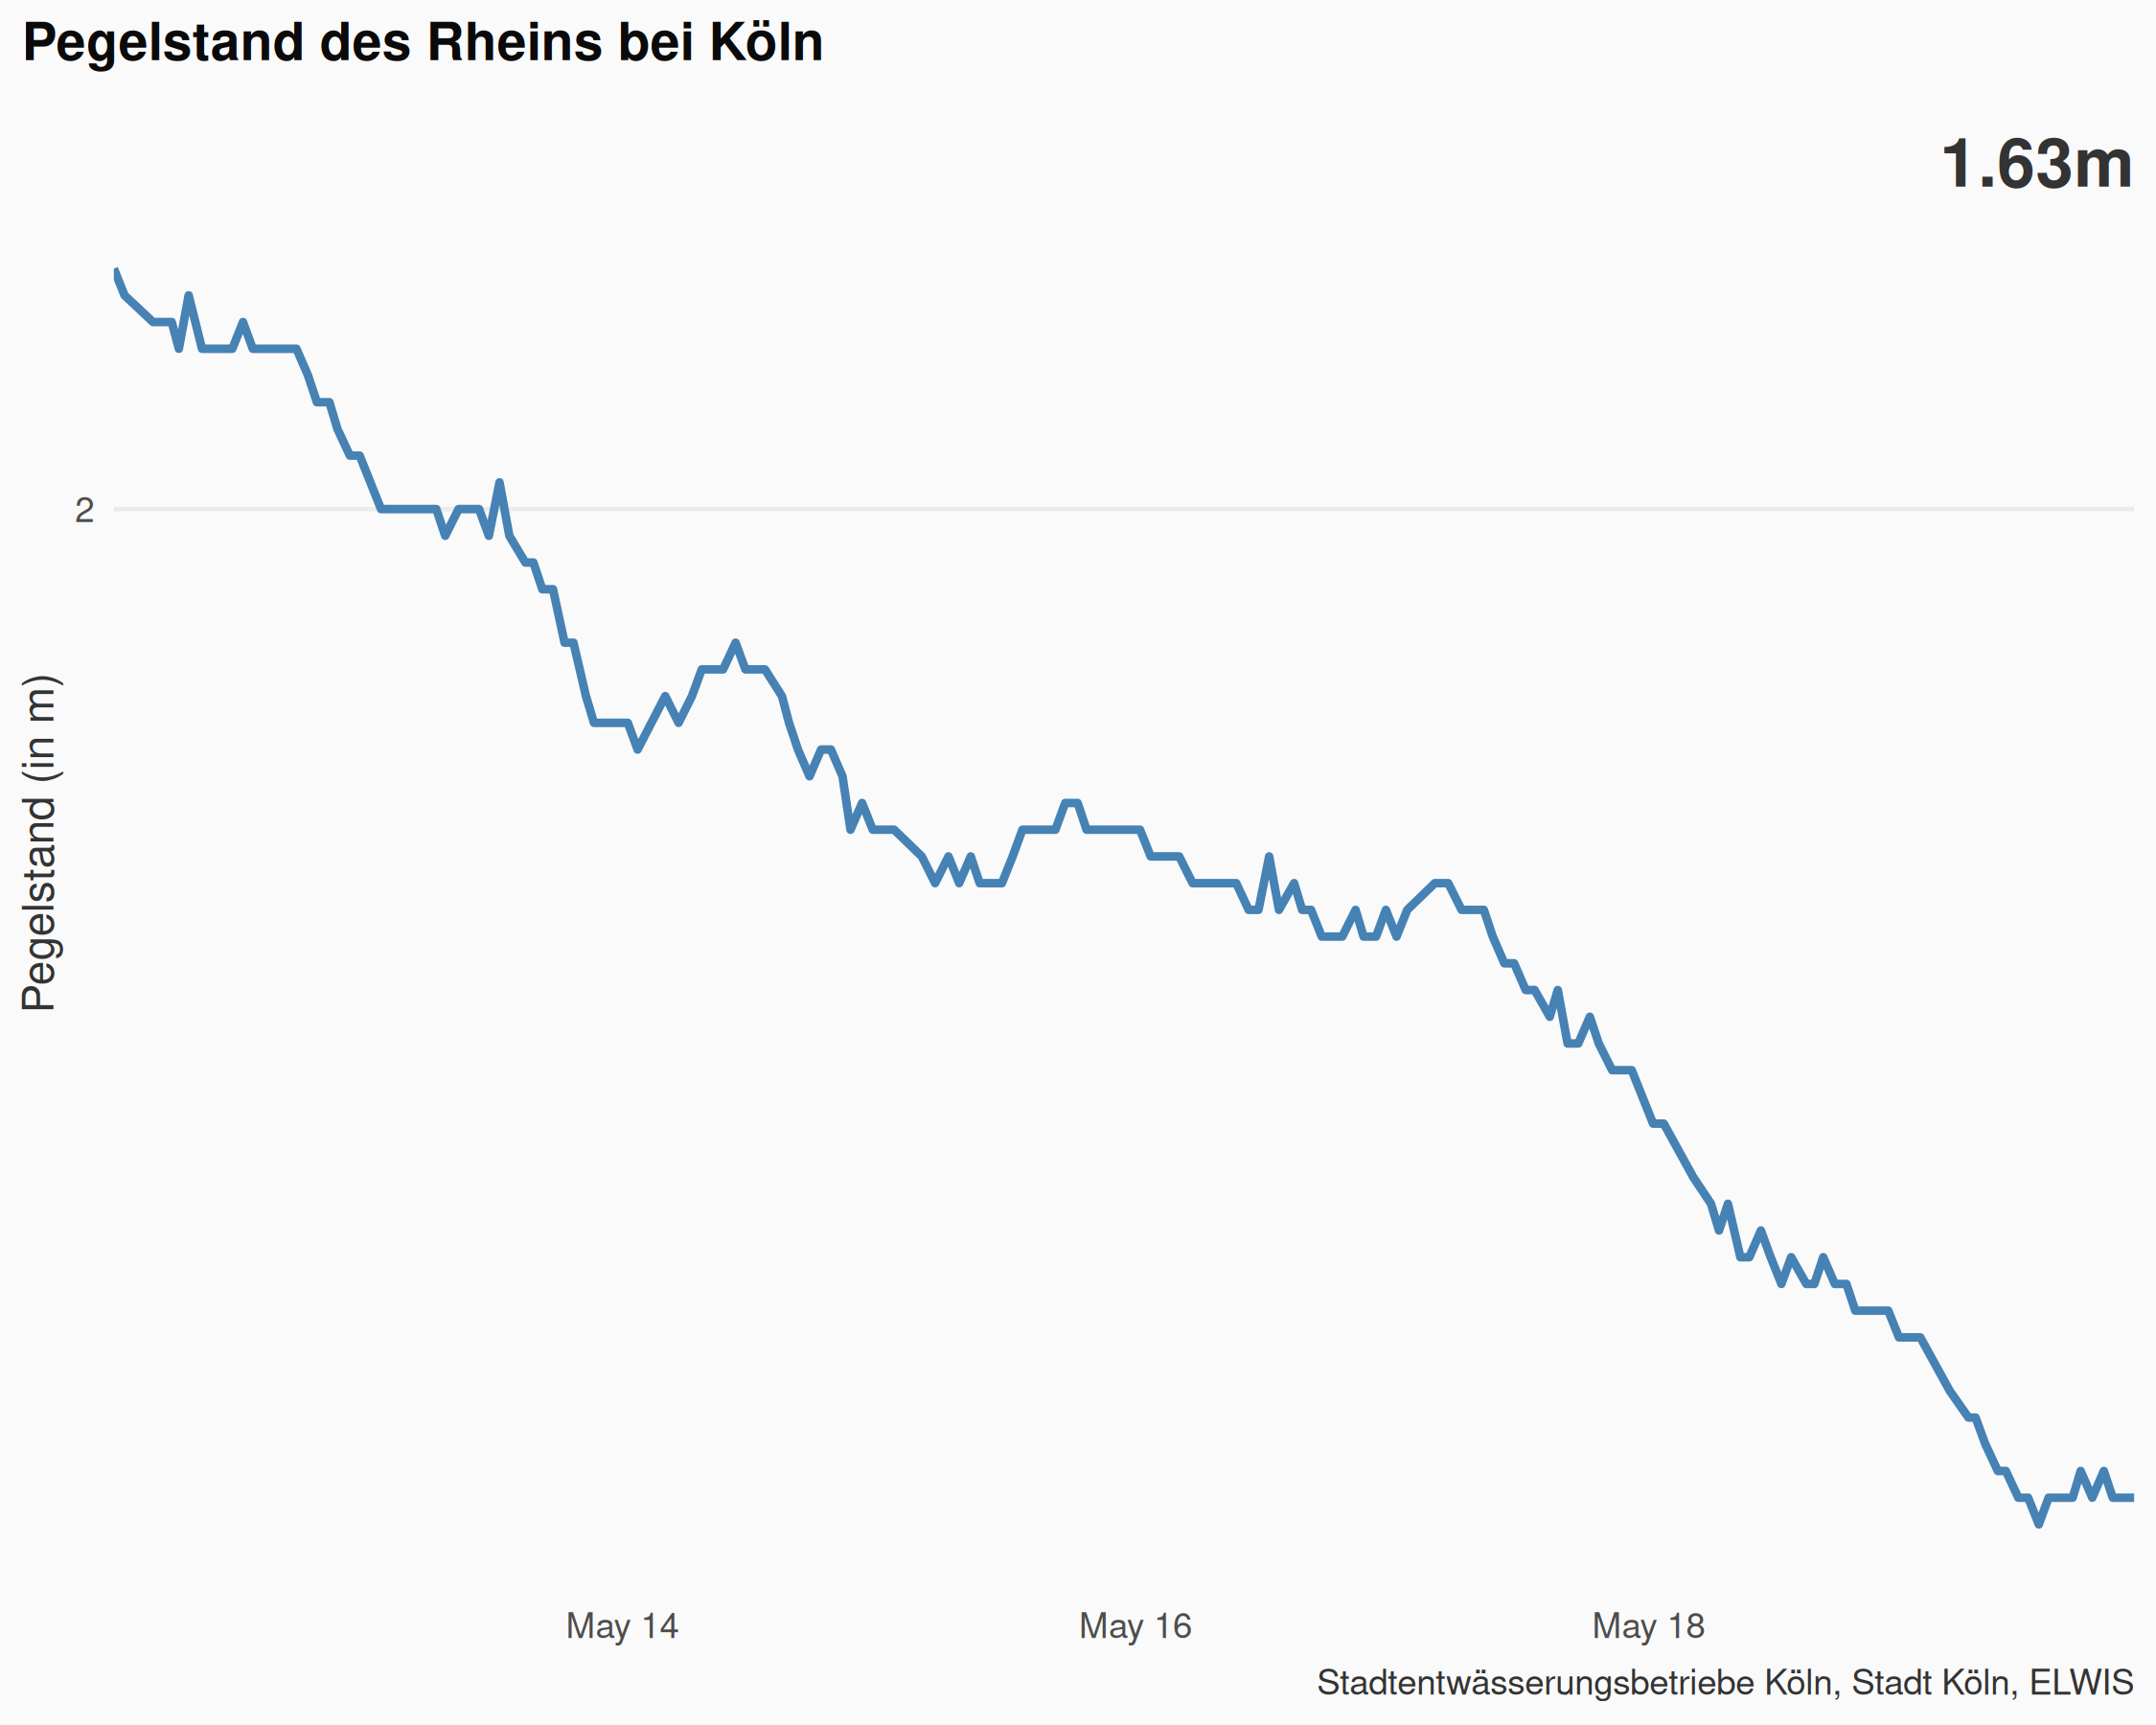 Pegelstand des Rheins bei Köln
1.63m
2
Pegelstand (in m)
May 14
May 16
May 18
Stadtentwässerungsbetriebe Köln, Stadt Köln, ELWIS